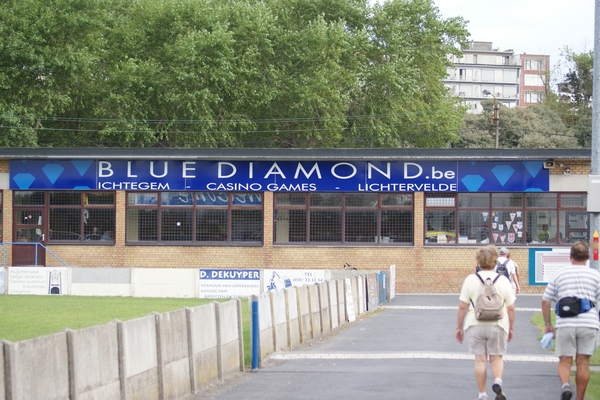 BLUE DIAMOND.be
ICHTEGEM - CASINO GAMES - LICHTERVELDE
D. DEKUYPER